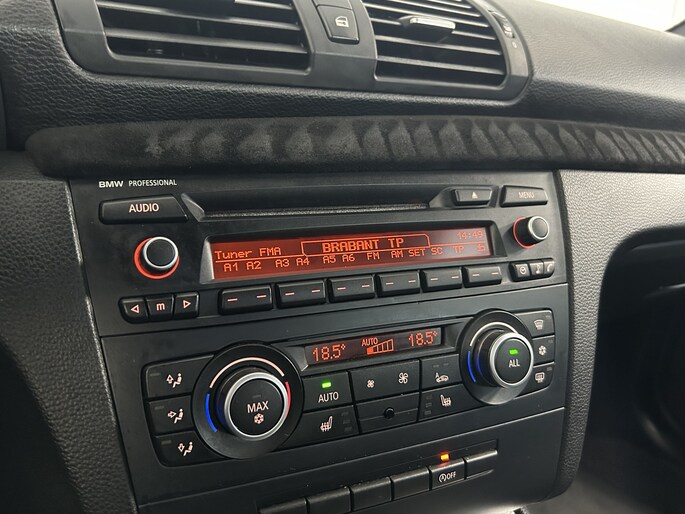 BMW PROFESSIONAL
AUDIO
MENU
BRABANT TP
Tuner FMA
A1 A2 A3 A4 A5 A6 FM AM SET SC TP
m
18.5° AUTO 18.5°
MAX
AUTO
ALL
OFF